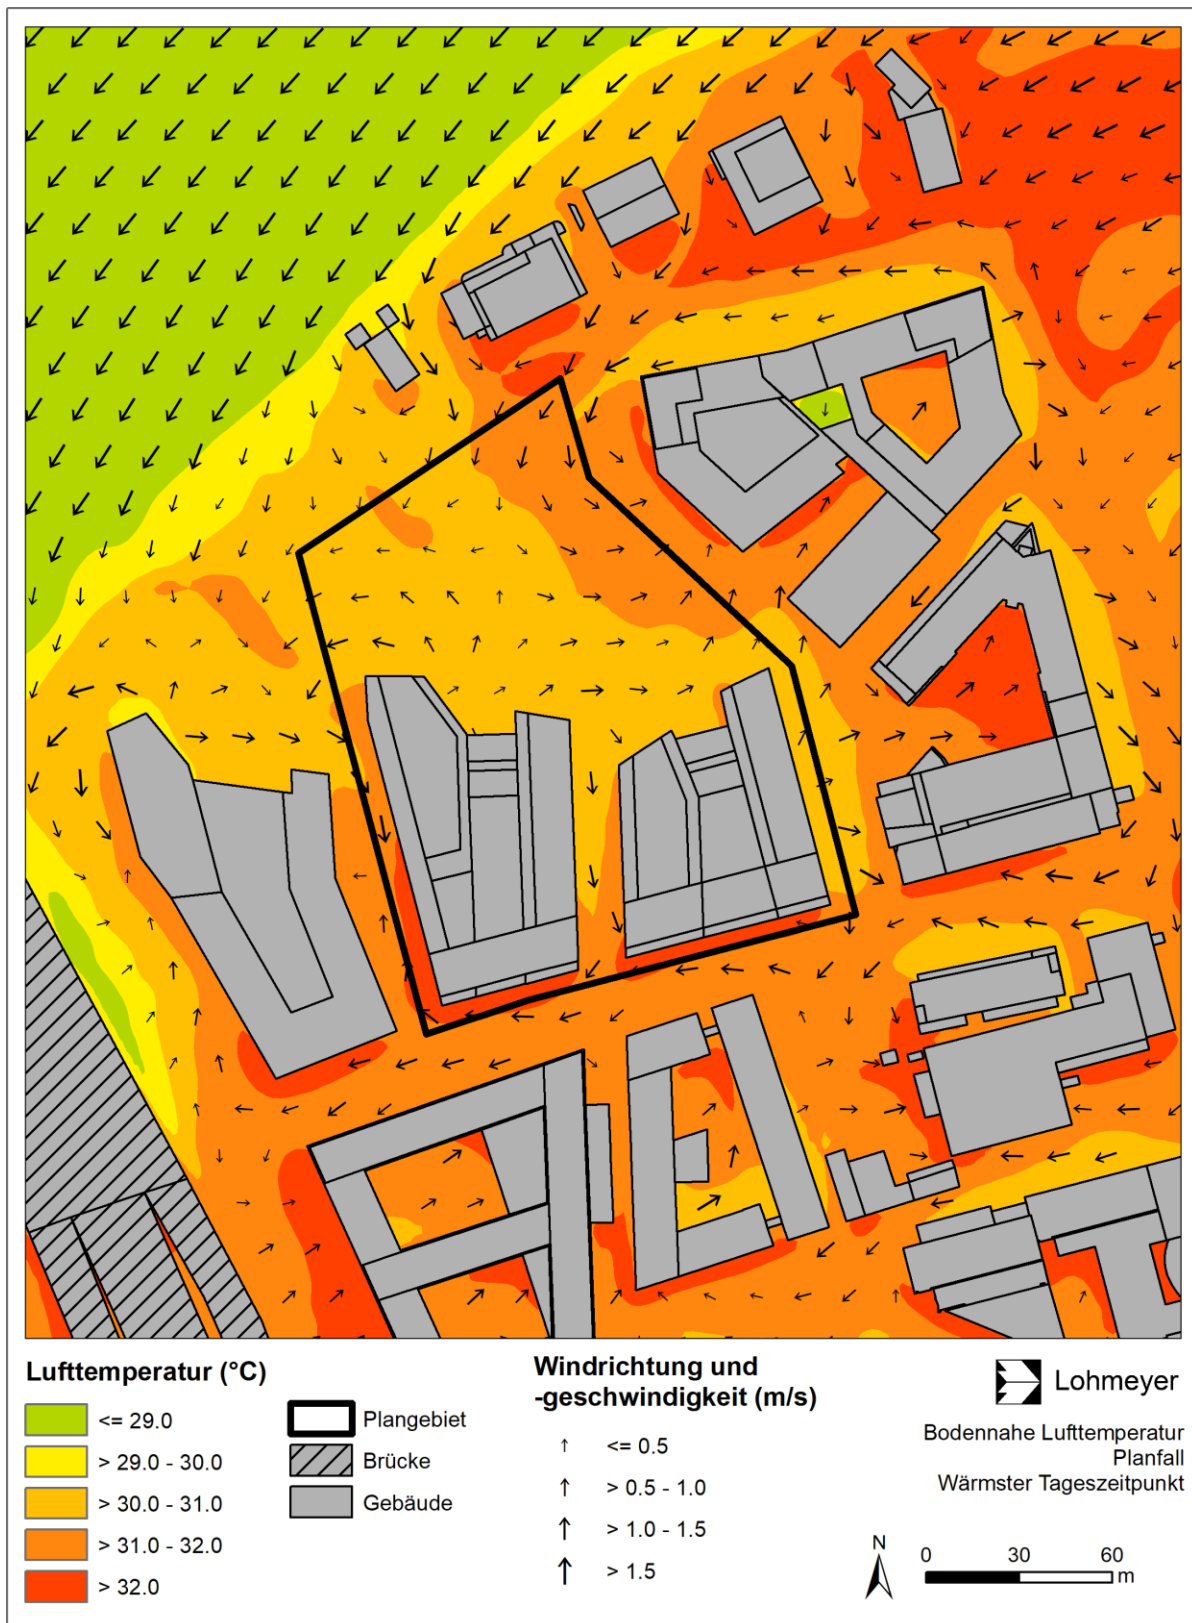 Lufttemperatur (°C)
<= 29.0
> 29.0 - 30.0
> 30.0 - 31.0
> 31.0 - 32.0
> 32.0
Plangebiet
Brücke
Gebäude
Windrichtung und
-geschwindigkeit (m/s)
<= 0.5
> 0.5 - 1.0
> 1.0 - 1.5
> 1.5
Lohmeyer
Bodennahe Lufttemperatur
Planfall
Wärmster Tageszeitpunkt
N
0 30 60
m